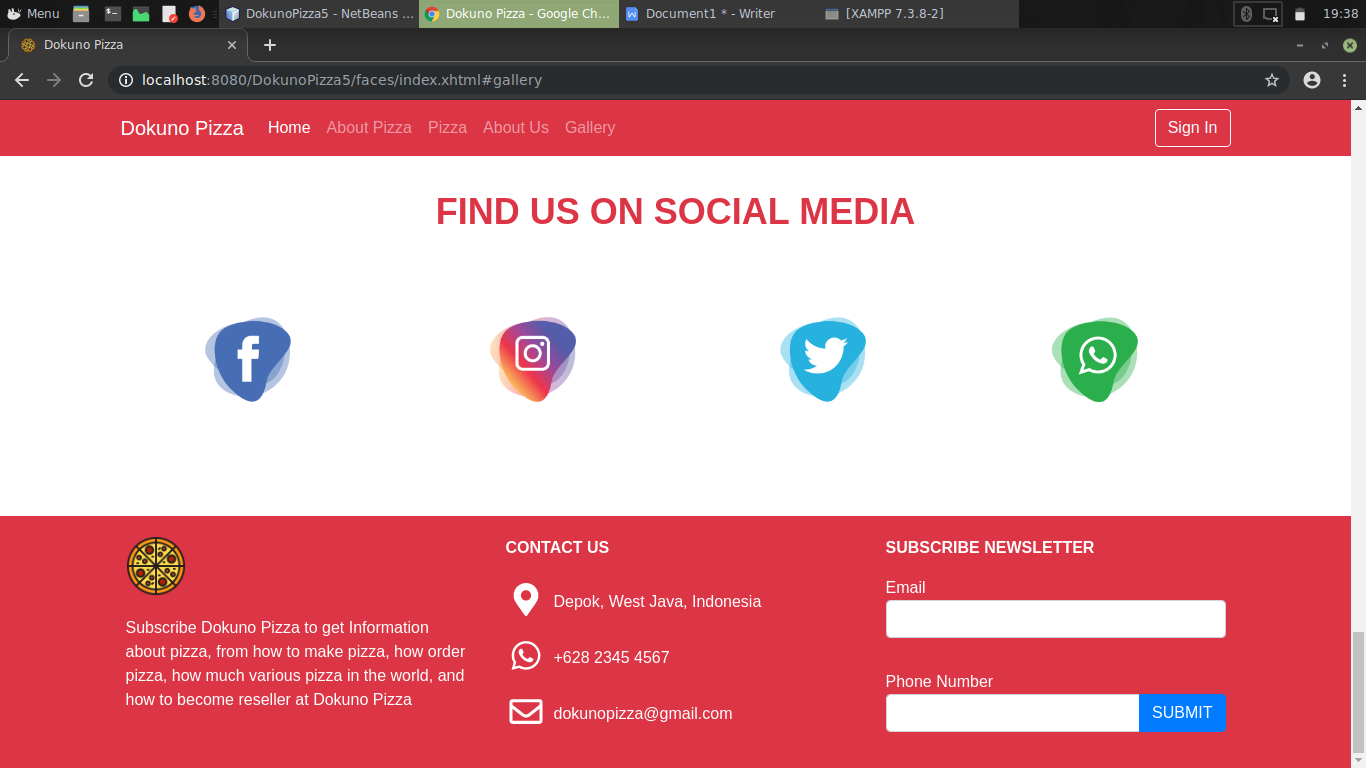 Menu
DokunoPizza5 - NetBeans ...
Dokuno Pizza - Google Ch...
Document1 * - Writer
[XAMPP 7.3.8-2]
19:38
Dokuno Pizza
localhost:8080/DokunoPizza5/faces/index.xhtml#gallery
Dokuno Pizza Home About Pizza Pizza About Us Gallery Sign In
FIND US ON SOCIAL MEDIA
Subscribe Dokuno Pizza to get Information
about pizza, from how to make pizza, how order
pizza, how much various pizza in the world, and
how to become reseller at Dokuno Pizza
CONTACT US
Depok, West Java, Indonesia
+628 2345 4567
dokunopizza@gmail.com
SUBSCRIBE NEWSLETTER
Email
Phone Number
SUBMIT